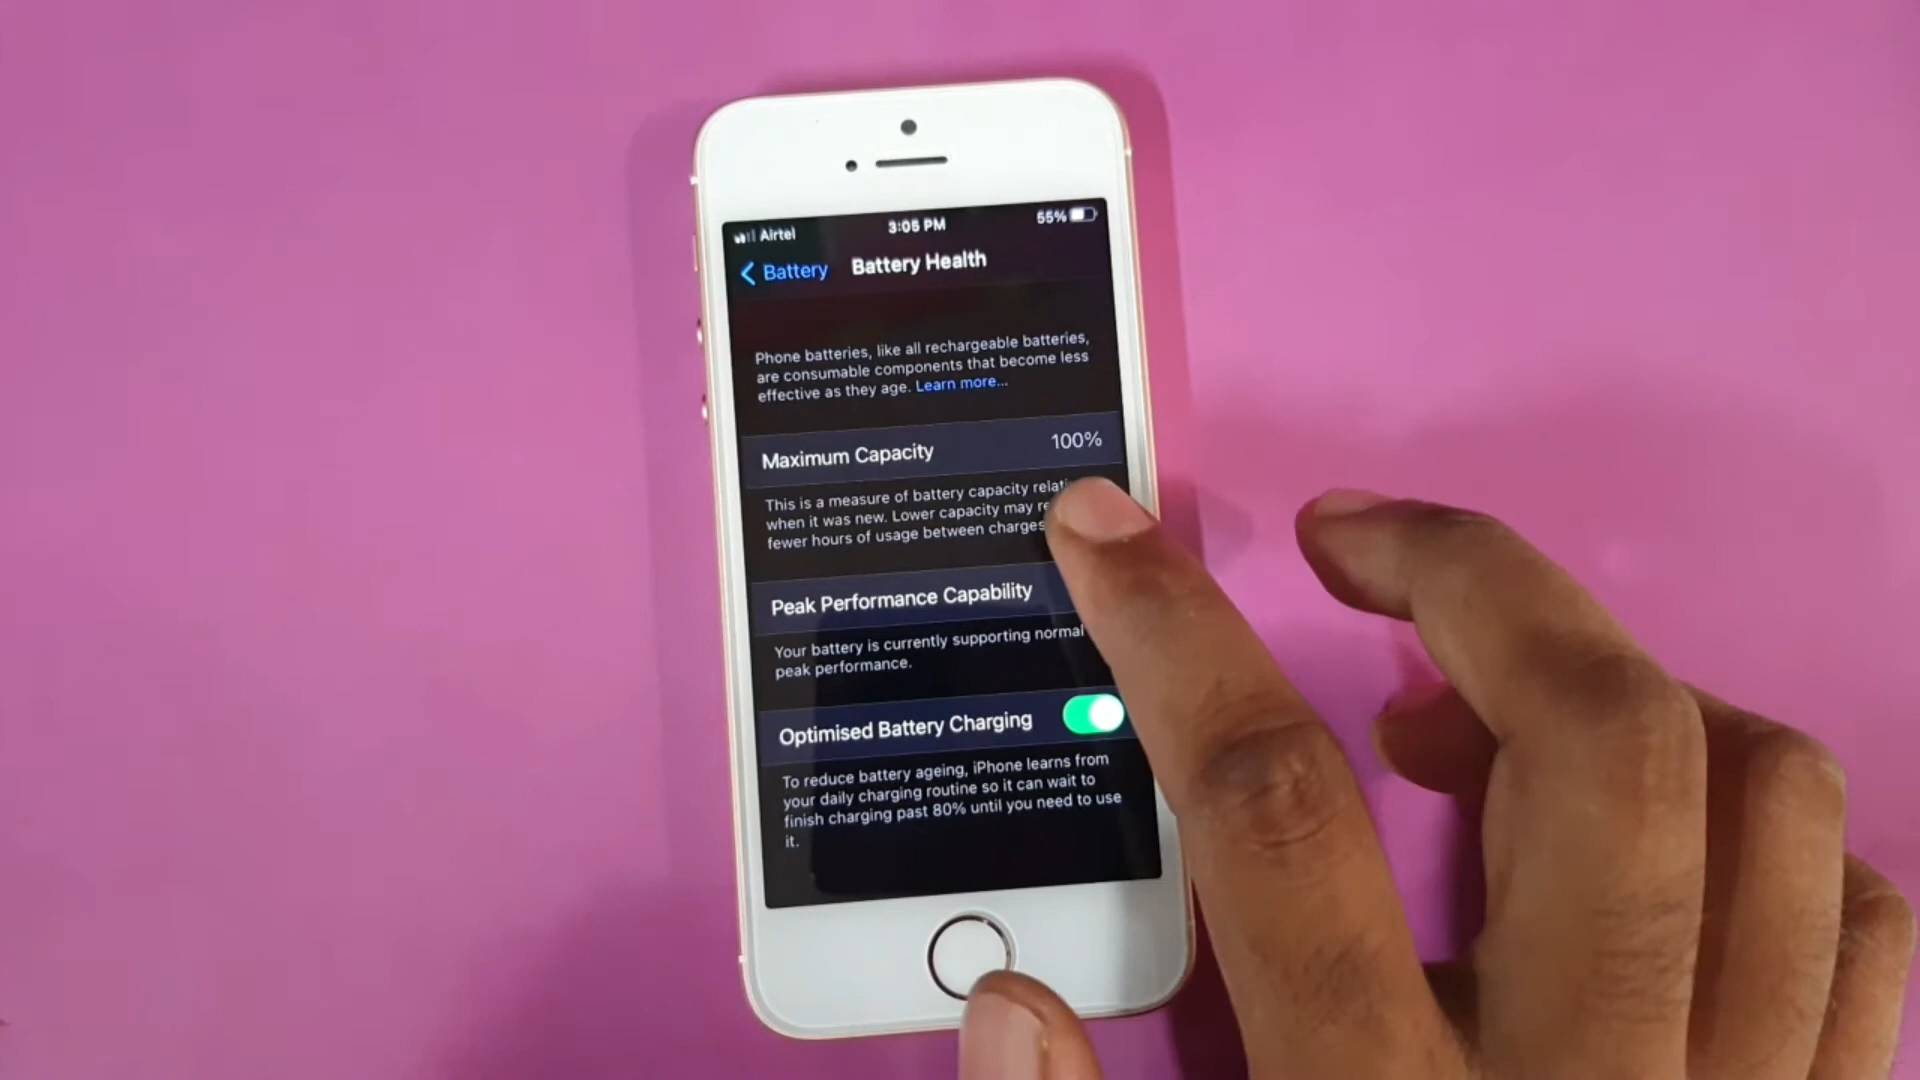 Airtel 3:05 PM 55%
Battery Battery Health
Phone batteries, like all rechargeable batteries,
are consumable components that become less
effective as they age. Learn more...
Maximum Capacity 100%
This is a measure of battery capacity
when it was new. Lower capacity may
fewer hours of usage between charges
Peak Performance Capability
Your battery is currently supporting normal
peak performance.
Optimised Battery Charging
To reduce battery ageing, iPhone learns from
your daily charging routine so it can wait to
finish charging past 80% until you need to use
it.